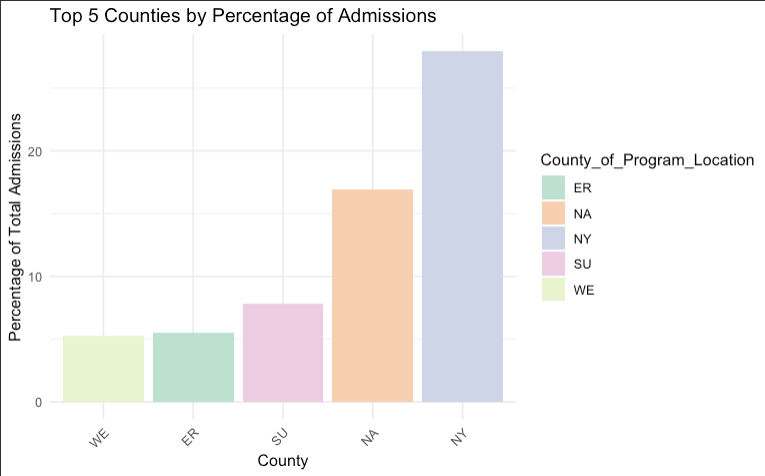 Top 5 Counties by Percentage of Admissions
Percentage of Total Admissions
20
10
0
WE
ER
SU
NA
NY
County
County_of_Program_Location
ER
NA
NY
SU
WE